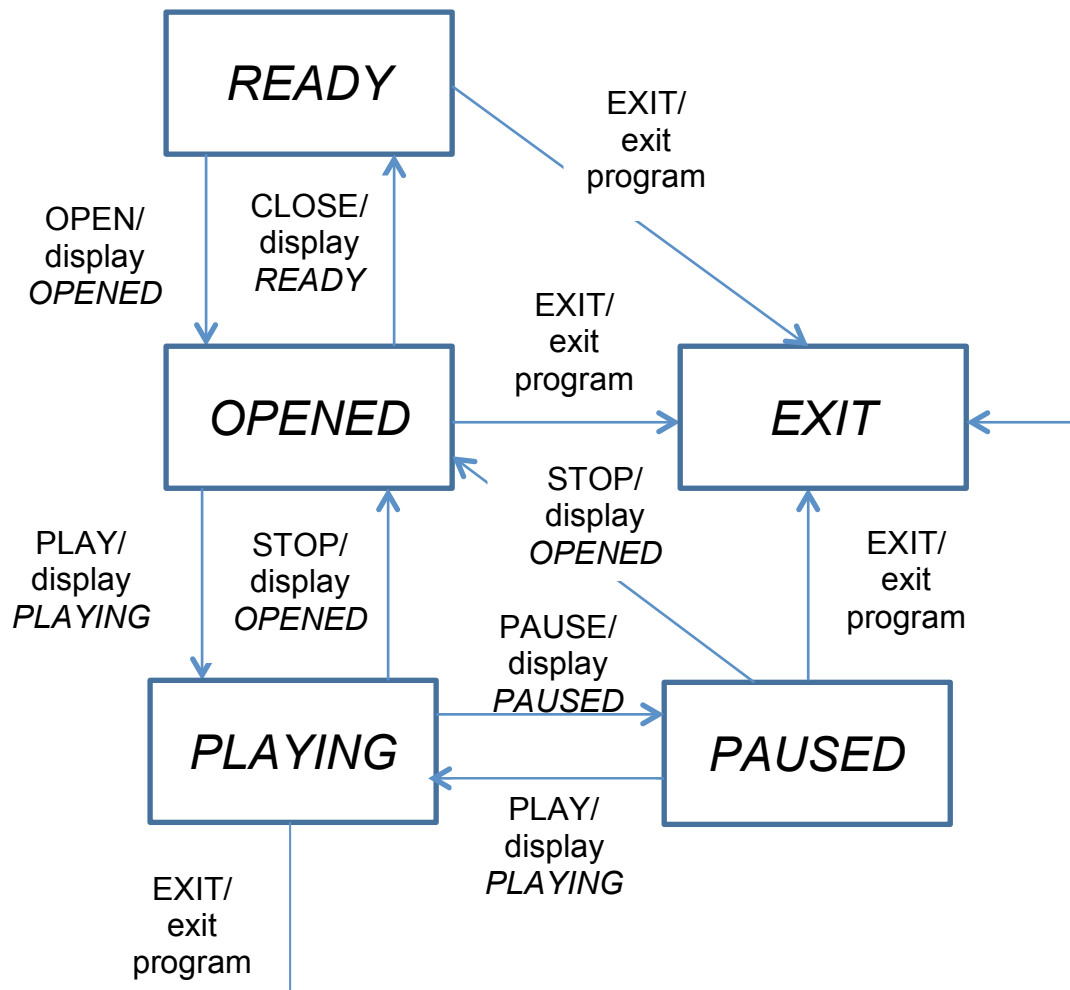 READY
EXIT/
exit
program
OPEN/
display
OPENED
CLOSE/
display
READY
EXIT/
exit
program
OPENED
EXIT
STOP/
display
OPENED
PLAY/
display
PLAYING
STOP/
display
OPENED
EXIT/
exit
program
PAUSE/
display
PAUSED
PLAYING
PAUSED
PLAY/
display
PLAYING
EXIT/
exit
program